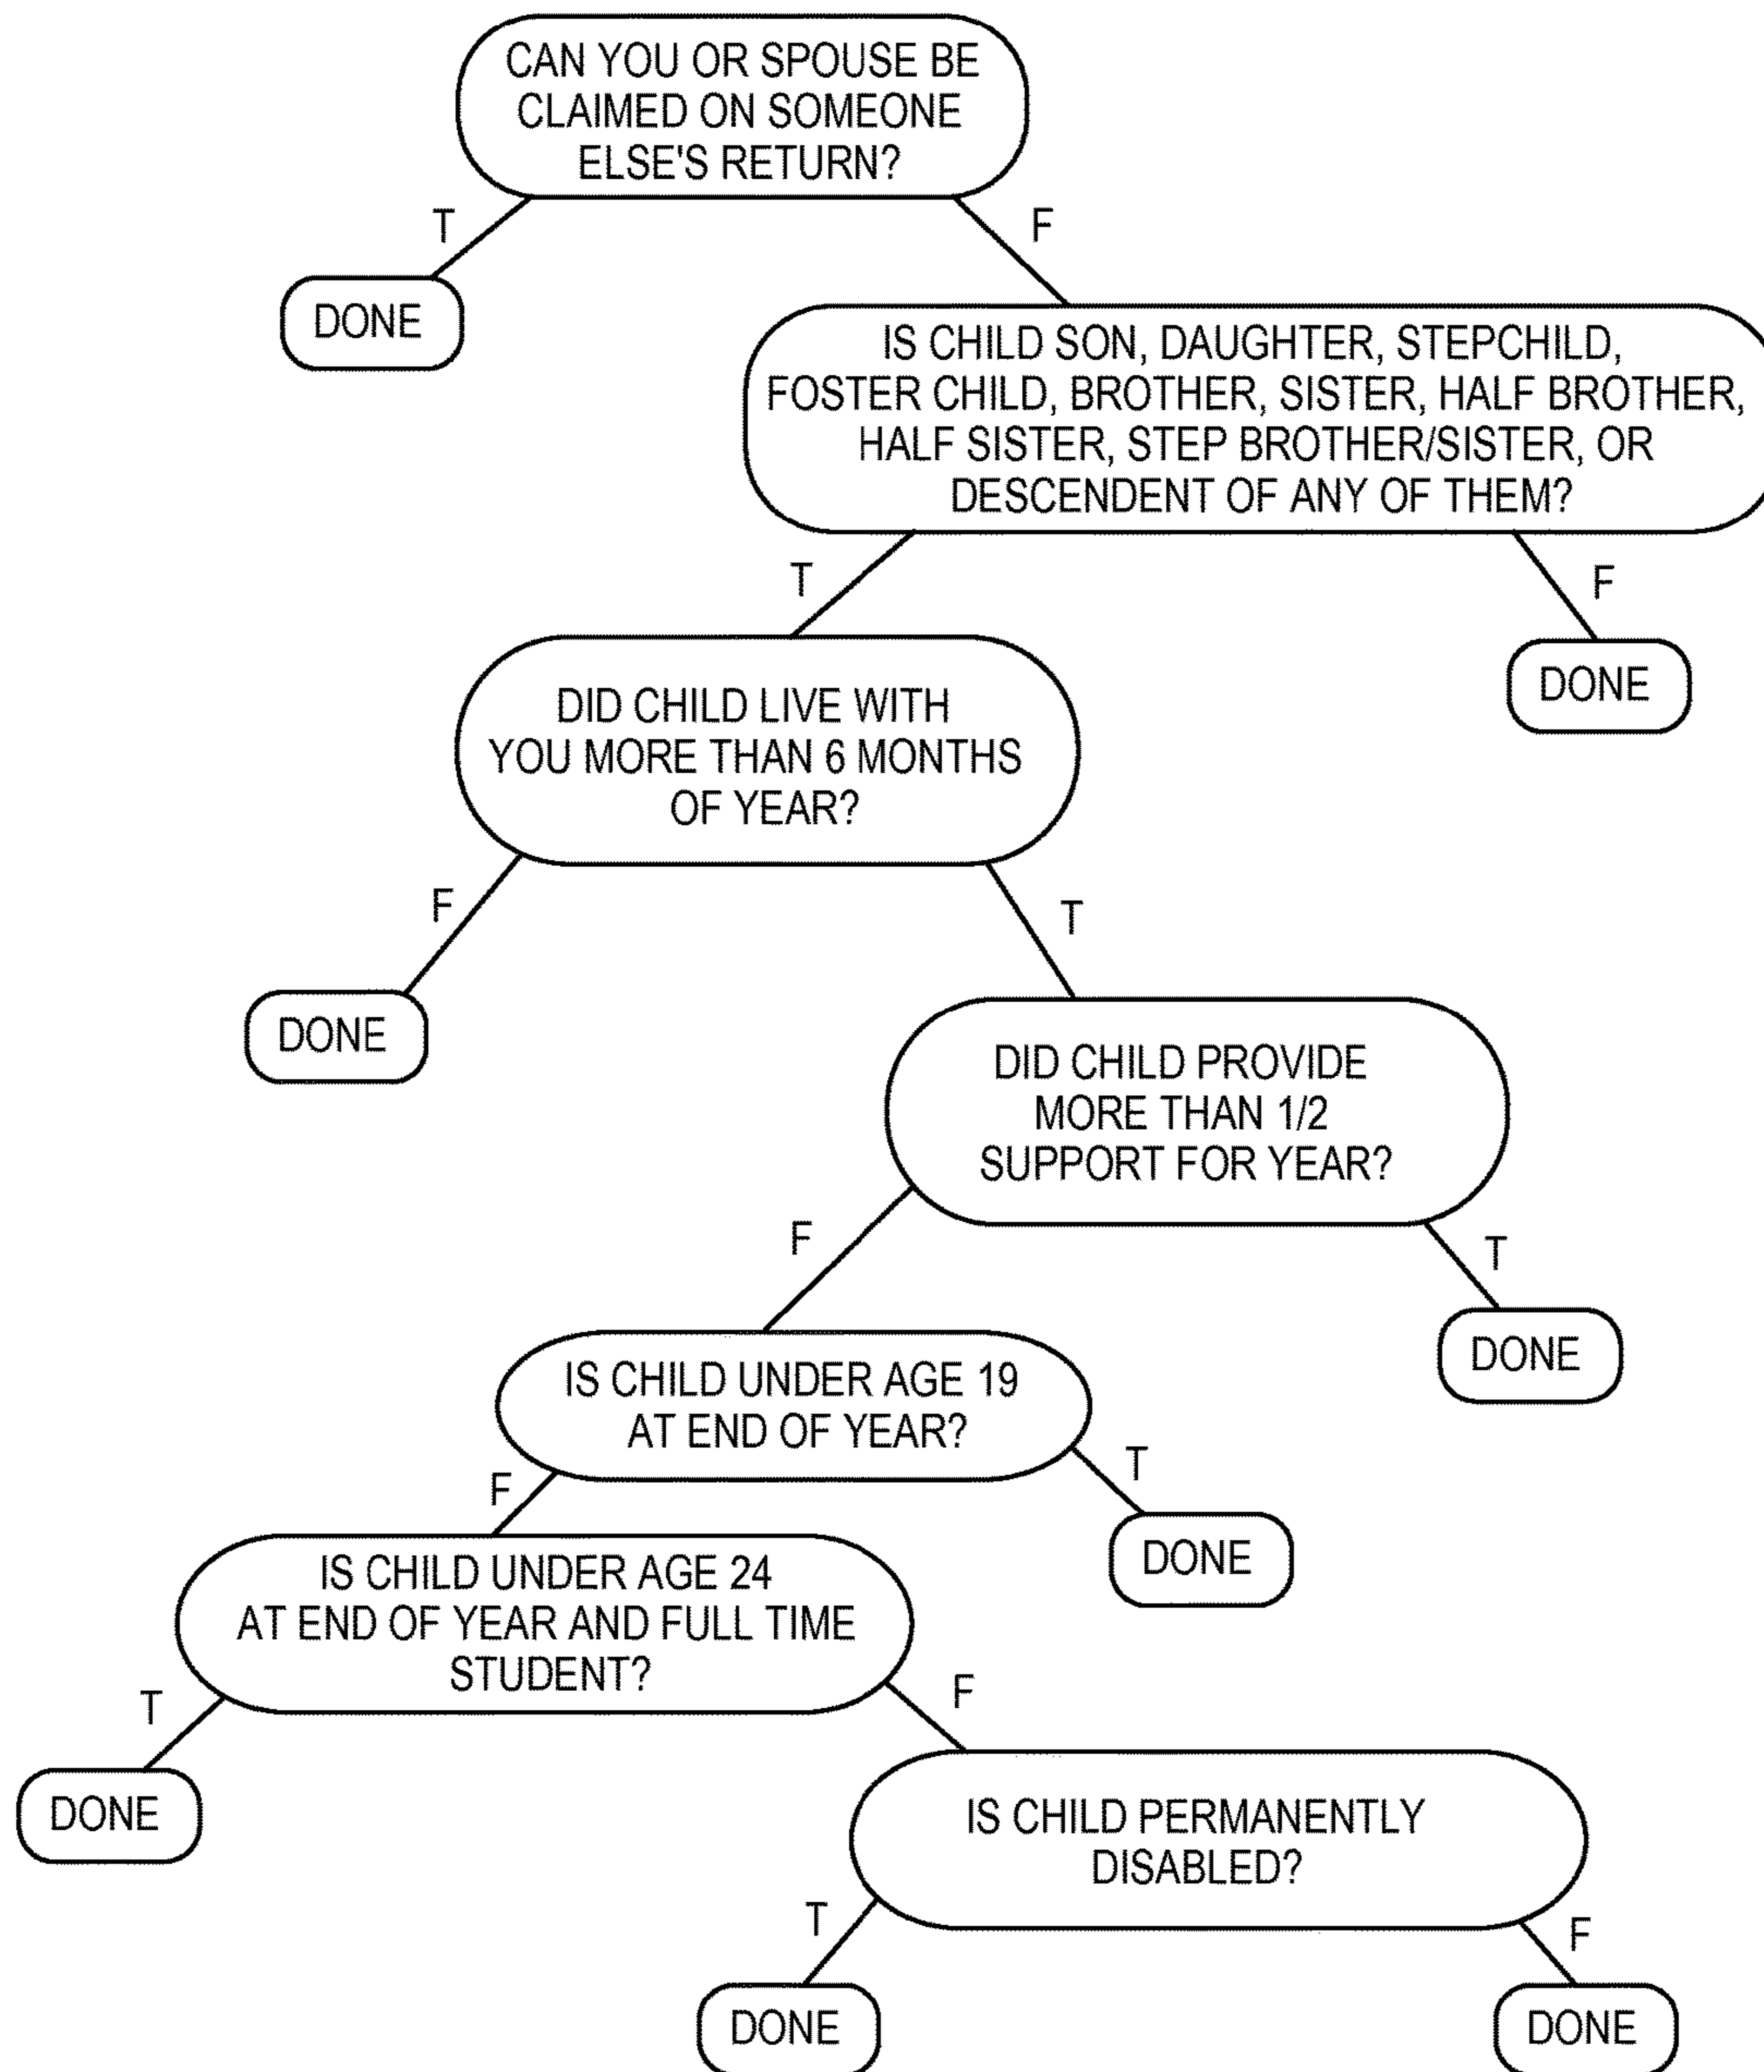 CAN YOU OR SPOUSE BE
CLAIMED ON SOMEONE
ELSE'S RETURN?
T
F
DONE
IS CHILD SON, DAUGHTER, STEPCHILD,
FOSTER CHILD, BROTHER, SISTER, HALF BROTHER,
HALF SISTER, STEP BROTHER/SISTER, OR
DESCENDENT OF ANY OF THEM?
T
F
DONE
DID CHILD LIVE WITH
YOU MORE THAN 6 MONTHS
OF YEAR?
F
T
DONE
DID CHILD PROVIDE
MORE THAN 1/2
SUPPORT FOR YEAR?
F
T
DONE
IS CHILD UNDER AGE 19
AT END OF YEAR?
F
T
DONE
IS CHILD UNDER AGE 24
AT END OF YEAR AND FULL TIME
STUDENT?
T
F
DONE
IS CHILD PERMANENTLY
DISABLED?
T
F
DONE
DONE